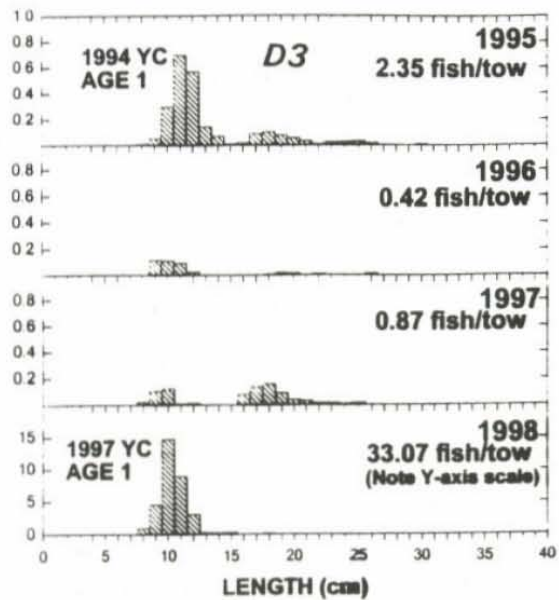 1.0
0.8
0.6
0.4
0.2
1994 YC
AGE 1
D3
1995
2.35 fish/tow
0.8
0.6
0.4
0.2
1996
0.42 fish/tow
0.8
0.6
0.4
0.2
1997
0.87 fish/tow
15
10
5
0
1997 YC
AGE 1
1998
33.07 fish/tow
(Note Y-axis scale)
0 5 10 15 20 25 30 35 40
LENGTH (cm)